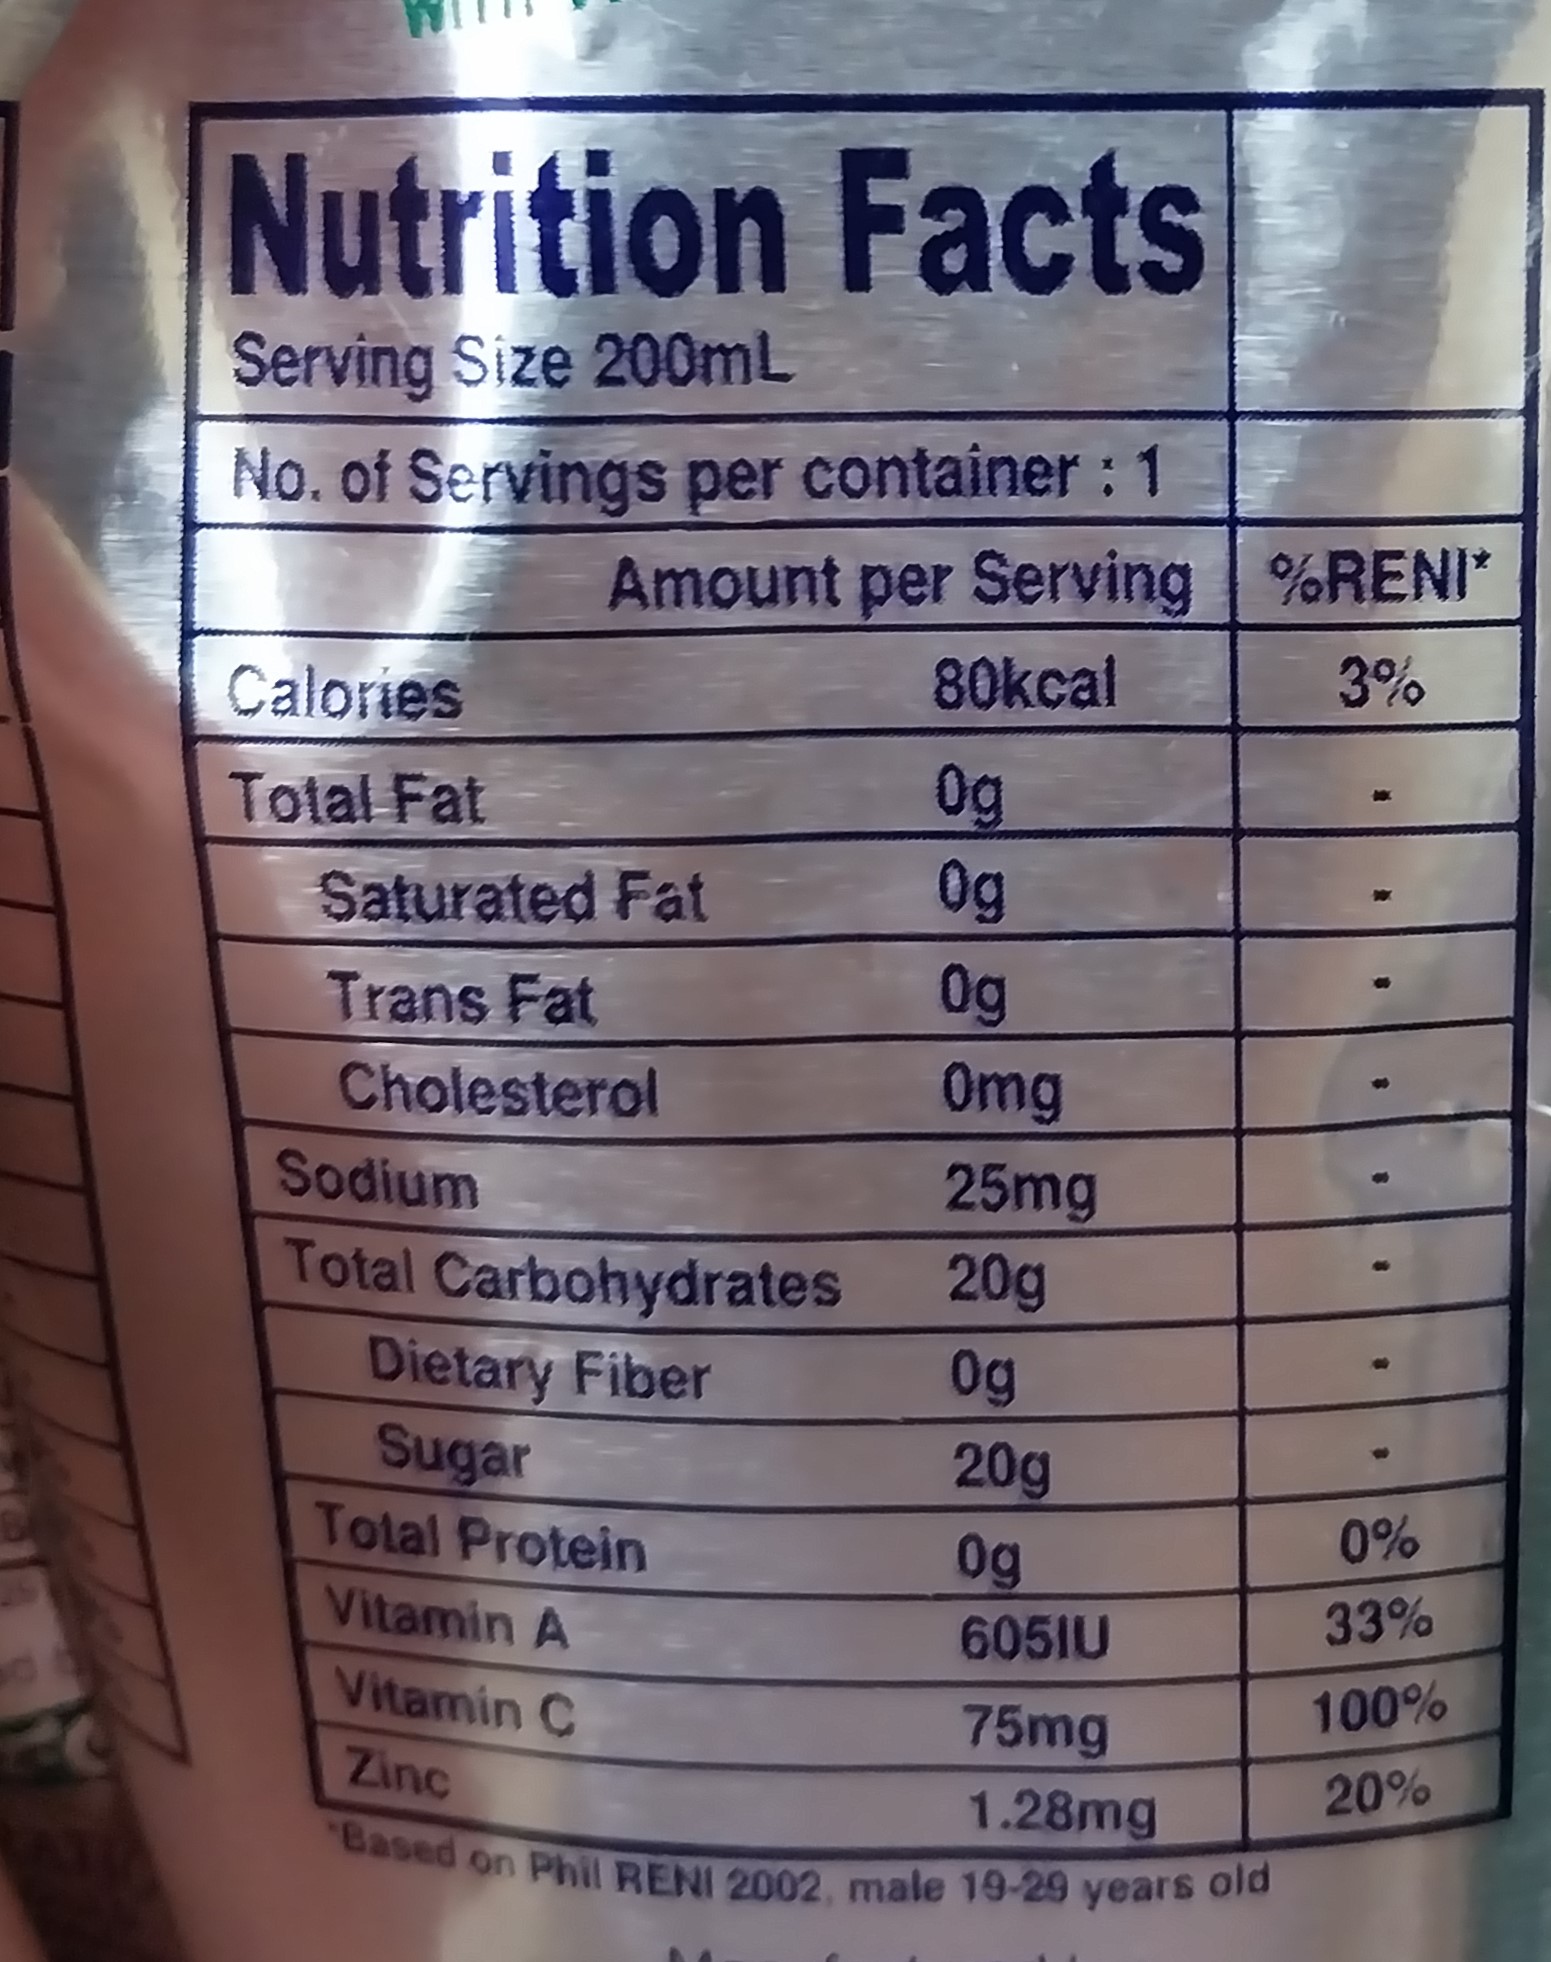 Nutrition Facts
Serving Size 200mL
No. of Servings per container : 1
Amount per Serving %RENI*
Calories 80kcal 3%
Total Fat 0g -
Saturated Fat 0g -
Trans Fat 0g -
Cholesterol 0mg -
Sodium 25mg -
Total Carbohydrates 20g -
Dietary Fiber 0g -
Sugar 20g -
Total Protein 0g 0%
Vitamin A 605IU 33%
Vitamin C 75mg 100%
Zinc 1.28mg 20%
*Based on Phil RENI 2002, male 19-29 years old